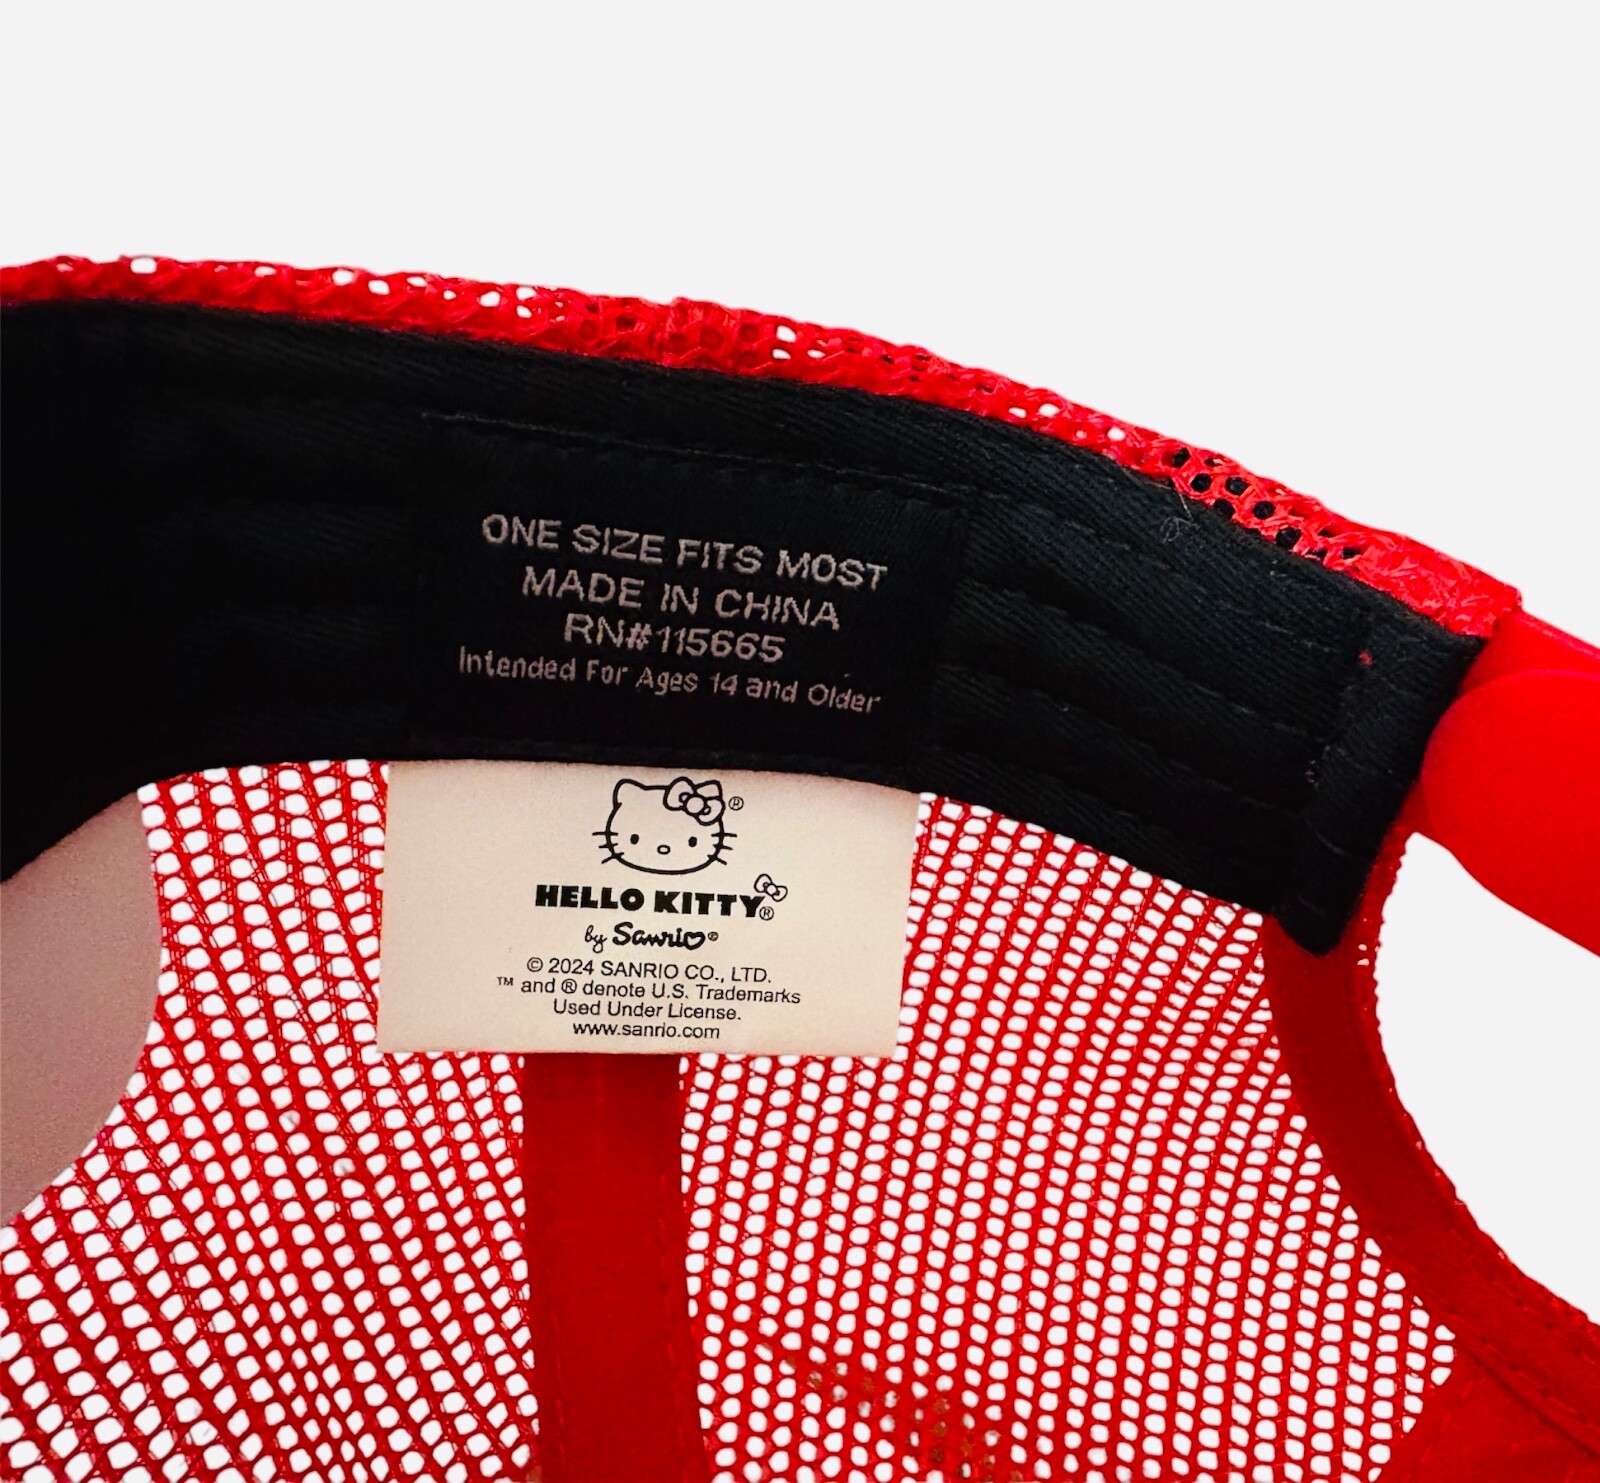 ONE SIZE FITS MOST
MADE IN CHINA
RN#115665
Intended For Ages 14 and Older
®
HELLO KITTY®
by Sanrio®
© 2024 SANRIO CO., LTD.
™ and ® denote U.S. Trademarks
Used Under License.
www.sanrio.com